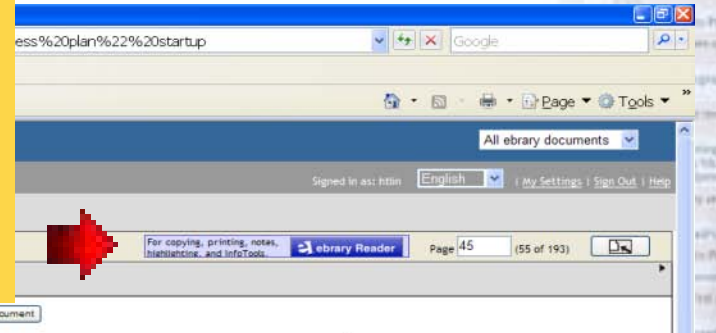 ess%20plan%22%20startup
Google
Page
Tools
All ebrary documents
Signed in as: htlin English | My Settings | Sign Out | Help
For copying, printing, notes,
highlighting, and InfoTools.
ebrary Reader
Page 45 (55 of 193)
ocument